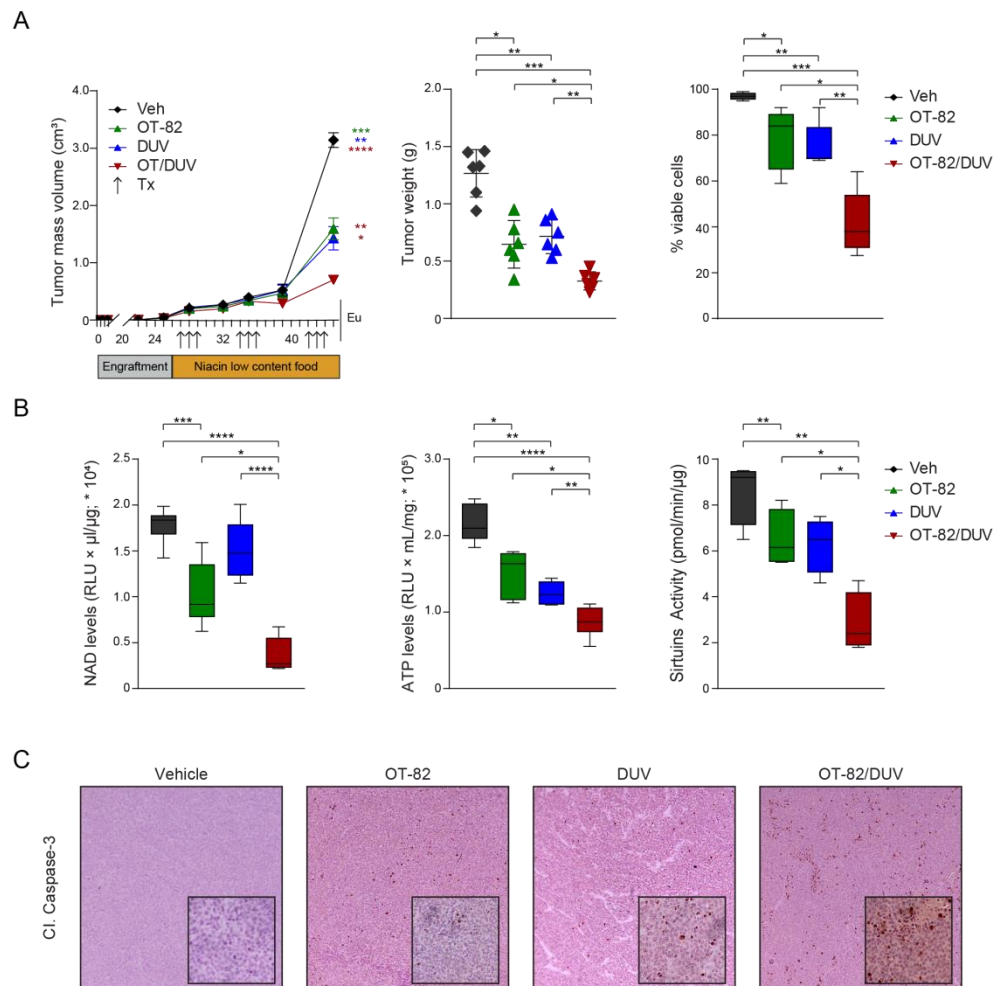 A
Tumor mass volume (cm³)
4.0
3.0
2.0
1.0
0
0 20 24 32 40
Veh
OT-82
DUV
OT/DUV
↑ Tx
***
**
****
**
*
Eu
Engraftment
Niacin low content food
Tumor weight (g)
2.0
1.5
1.0
0.5
0.0
*
**
***
*
**
% viable cells
100
80
60
40
20
0
*
**
***
*
**
Veh
OT-82
DUV
OT-82/DUV
B
NAD levels (RLU × µl/µg; * 10⁴)
2.5
2.0
1.5
1.0
0.5
0
***
****
*
****
ATP levels (RLU × mL/mg; * 10⁵)
3.0
2.0
1.0
0
*
**
****
*
**
Sirtuins Activity (pmol/min/µg)
10
8
6
4
2
0
**
**
*
*
Veh
OT-82
DUV
OT-82/DUV
C
Vehicle
OT-82
DUV
OT-82/DUV
Cl. Caspase-3